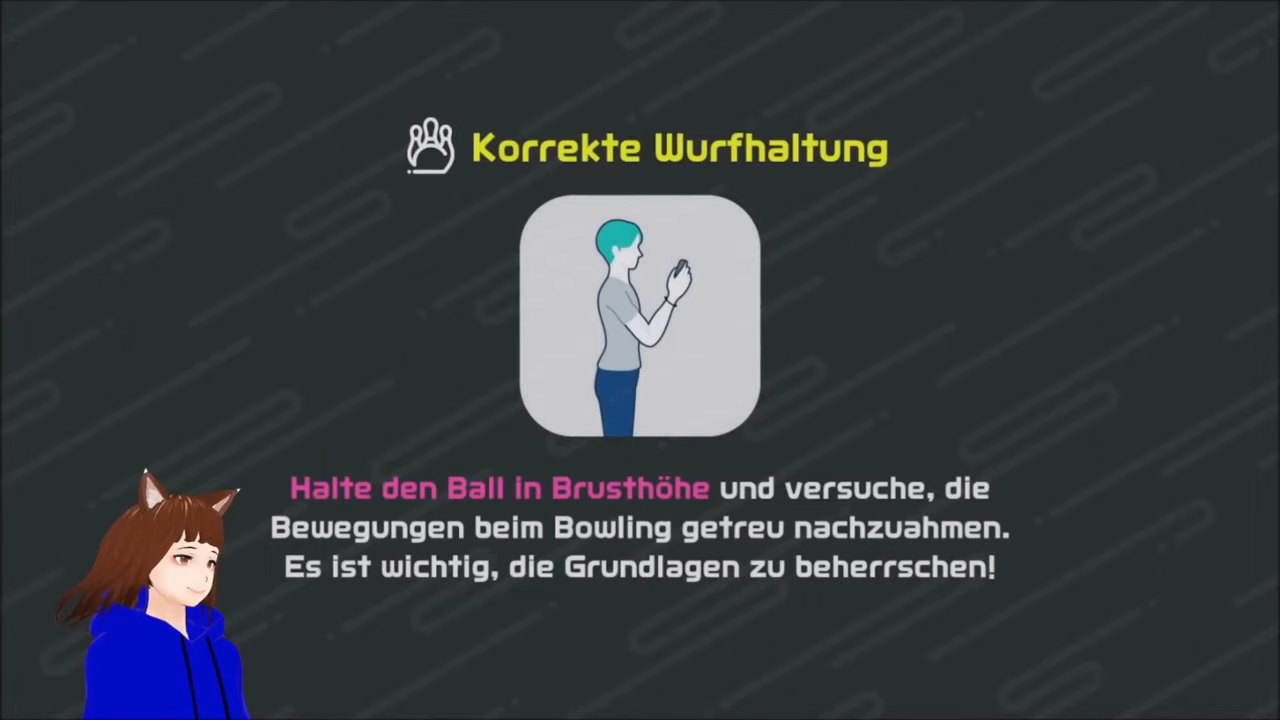 Korrekte Wurfhaltung
Halte den Ball in Brusthöhe und versuche, die
Bewegungen beim Bowling getreu nachzuahmen.
Es ist wichtig, die Grundlagen zu beherrschen!